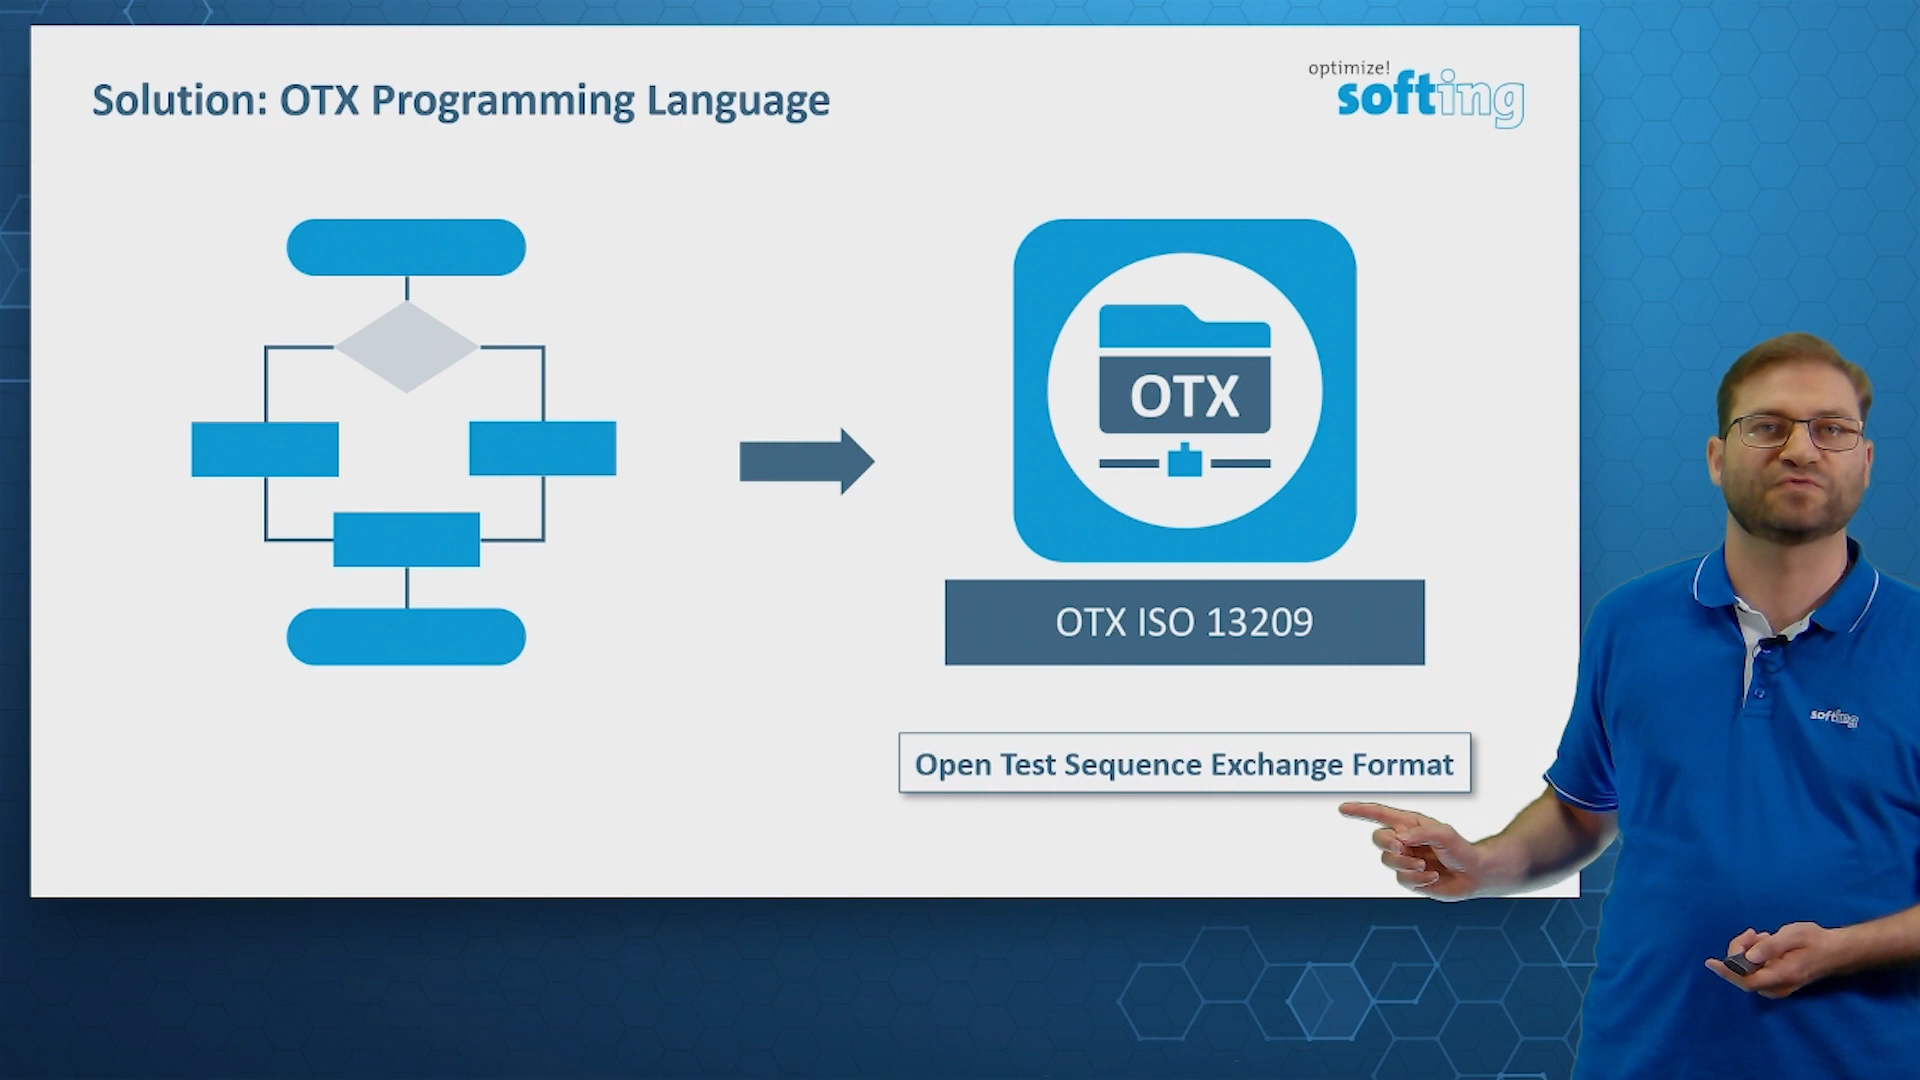 Solution: OTX Programming Language
optimize!
softing
OTX
OTX ISO 13209
Open Test Sequence Exchange Format
softing